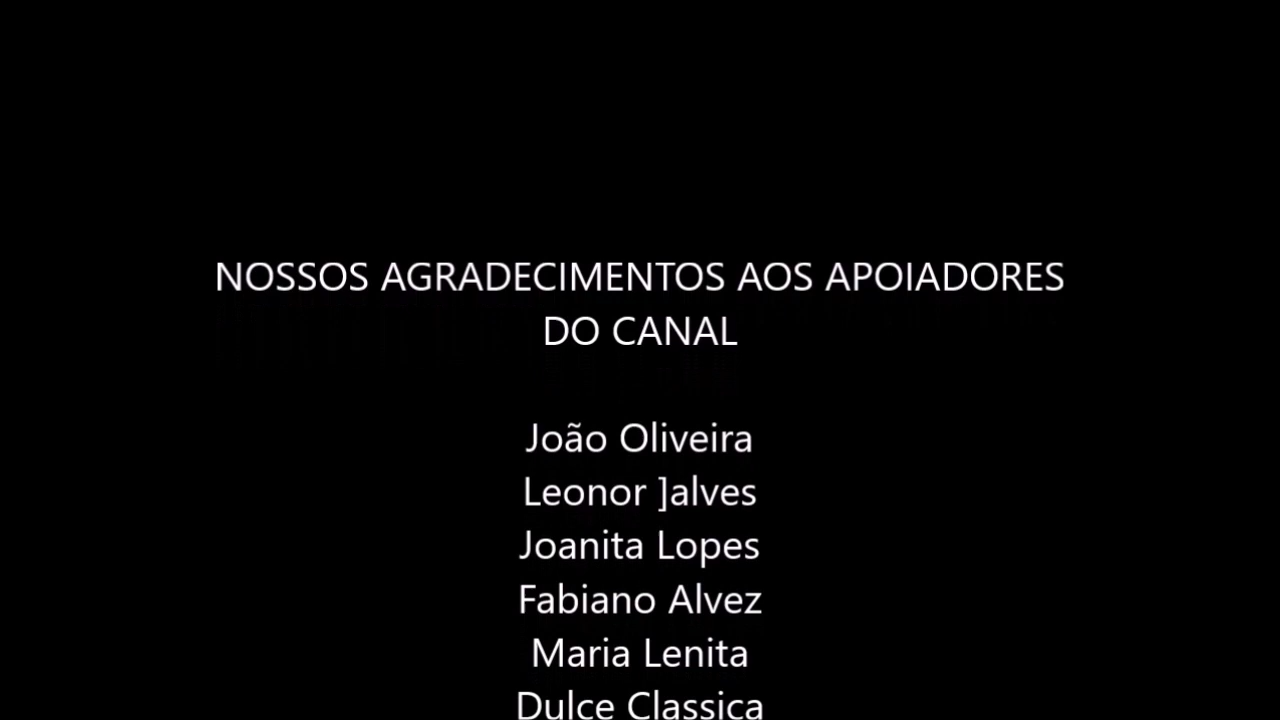 NOSSOS AGRADECIMENTOS AOS APOIADORES
DO CANAL
João Oliveira
Leonor ]alves
Joanita Lopes
Fabiano Alvez
Maria Lenita
Dulce Classica